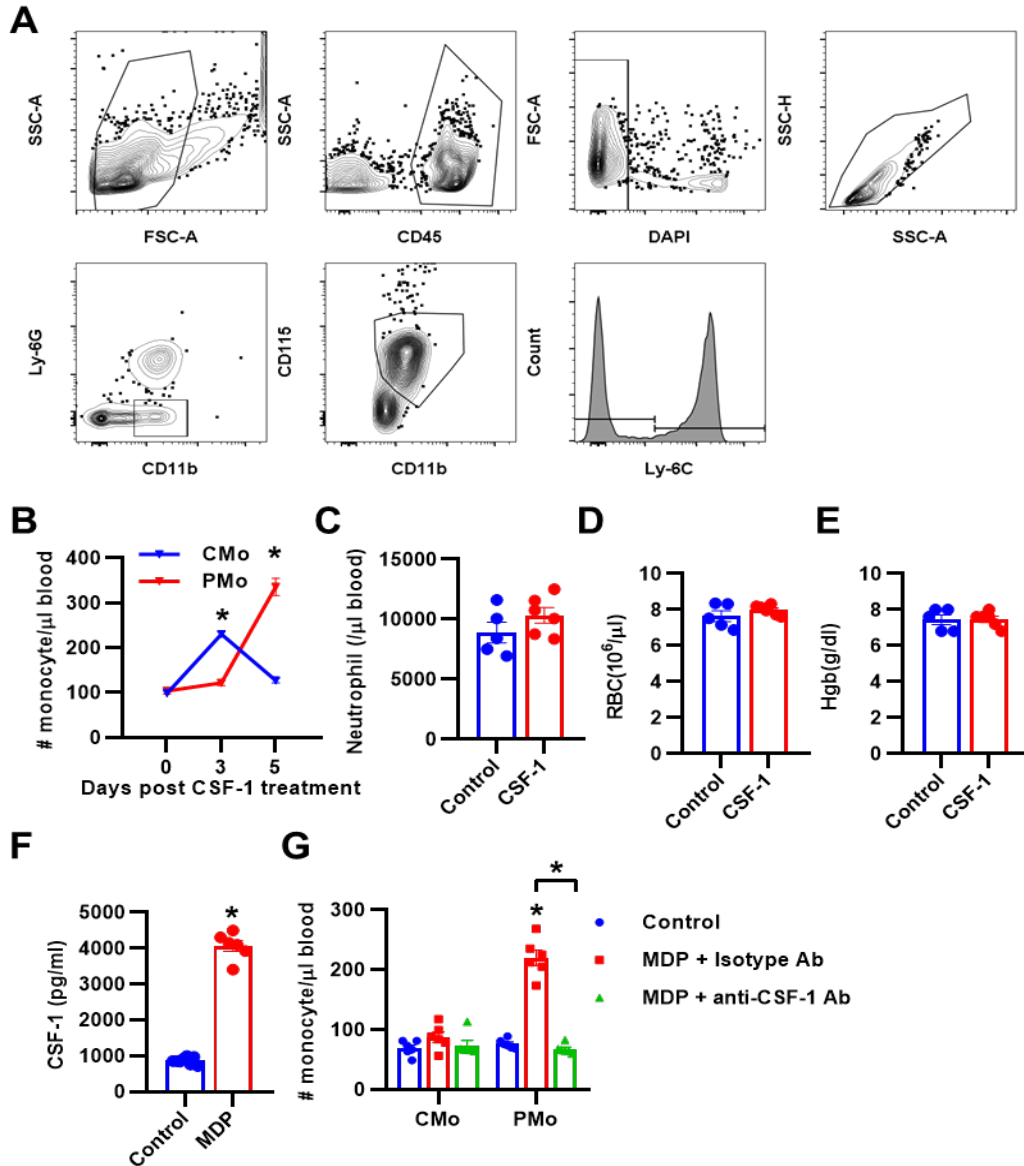 A
SSC-A
FSC-A
SSC-A
CD45
FSC-A
DAPI
SSC-H
SSC-A
Ly-6G
CD11b
CD115
CD11b
Count
Ly-6C
B
# monocyte/µl blood
400
300
200
100
0
CMo
PMo
*
*
0 3 5
Days post CSF-1 treatment
C
Neutrophil (/µl blood)
15000
10000
5000
0
Control
CSF-1
D
RBC(10⁶/µl)
10
8
6
4
2
0
Control
CSF-1
E
Hgb(g/dl)
10
8
6
4
2
0
Control
CSF-1
F
CSF-1 (pg/ml)
5000
4000
3000
2000
1000
0
*
Control
MDP
G
# monocyte/µl blood
300
200
100
0
*
*
CMo PMo
Control
MDP + Isotype Ab
MDP + anti-CSF-1 Ab